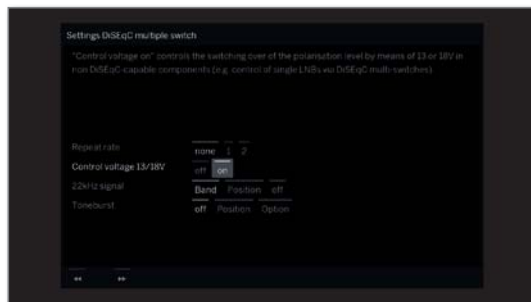 Settings DiSEqC multiple switch
"Control voltage on" controls the switching over of the polarisation level by means of 13 or 18V in
non DiSEqC-capable components (e.g. control of single LNBs via DiSEqC multi-switches)
Repeat rate none 1 2
Control voltage 13/18V off on
22kHz signal Band Position off
Toneburst off Position Option